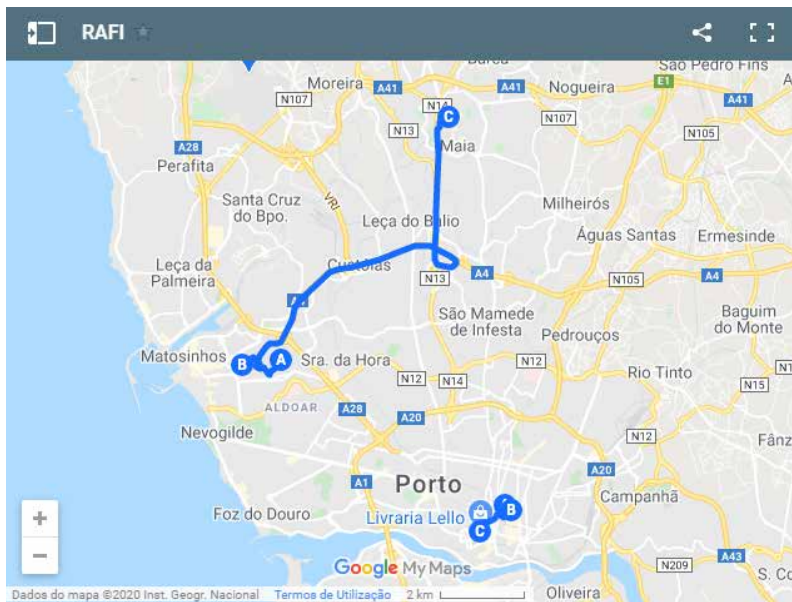 RAFI
São Pedro Fins
Moreira
A41
A41
Nogueira
E1
N107
N14
C
A41
N13
Maia
N107
N105
A28
Perafita
VRI
Santa Cruz
do Bpo.
Milheirós
Leça do Balio
Águas Santas
Ermesinde
Leça da
Palmeira
Custóias
N13
A4
N105
A4
São Mamede
de Infesta
Baguim
do Monte
Pedrouços
Matosinhos
B
A
Sra. da Hora
N12
Rio Tinto
N12
N14
N15
ALDOAR
A28
A20
Nevogilde
N12
Fânz
A20
A1
Porto
Campanhã
Foz do Douro
Livraria Lello
B
C
A43
Google My Maps
N209
S. Co
Oliveira
+
−
Dados do mapa ©2020 Inst. Geogr. Nacional
Termos de Utilização
2 km